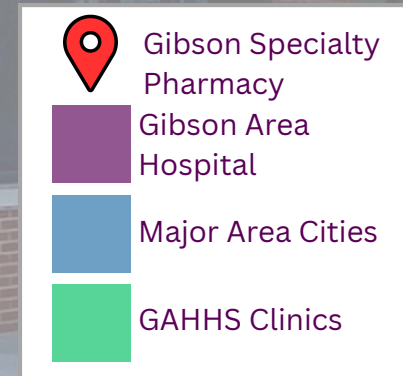 Gibson Specialty
Pharmacy
Gibson Area
Hospital
Major Area Cities
GAHHS Clinics